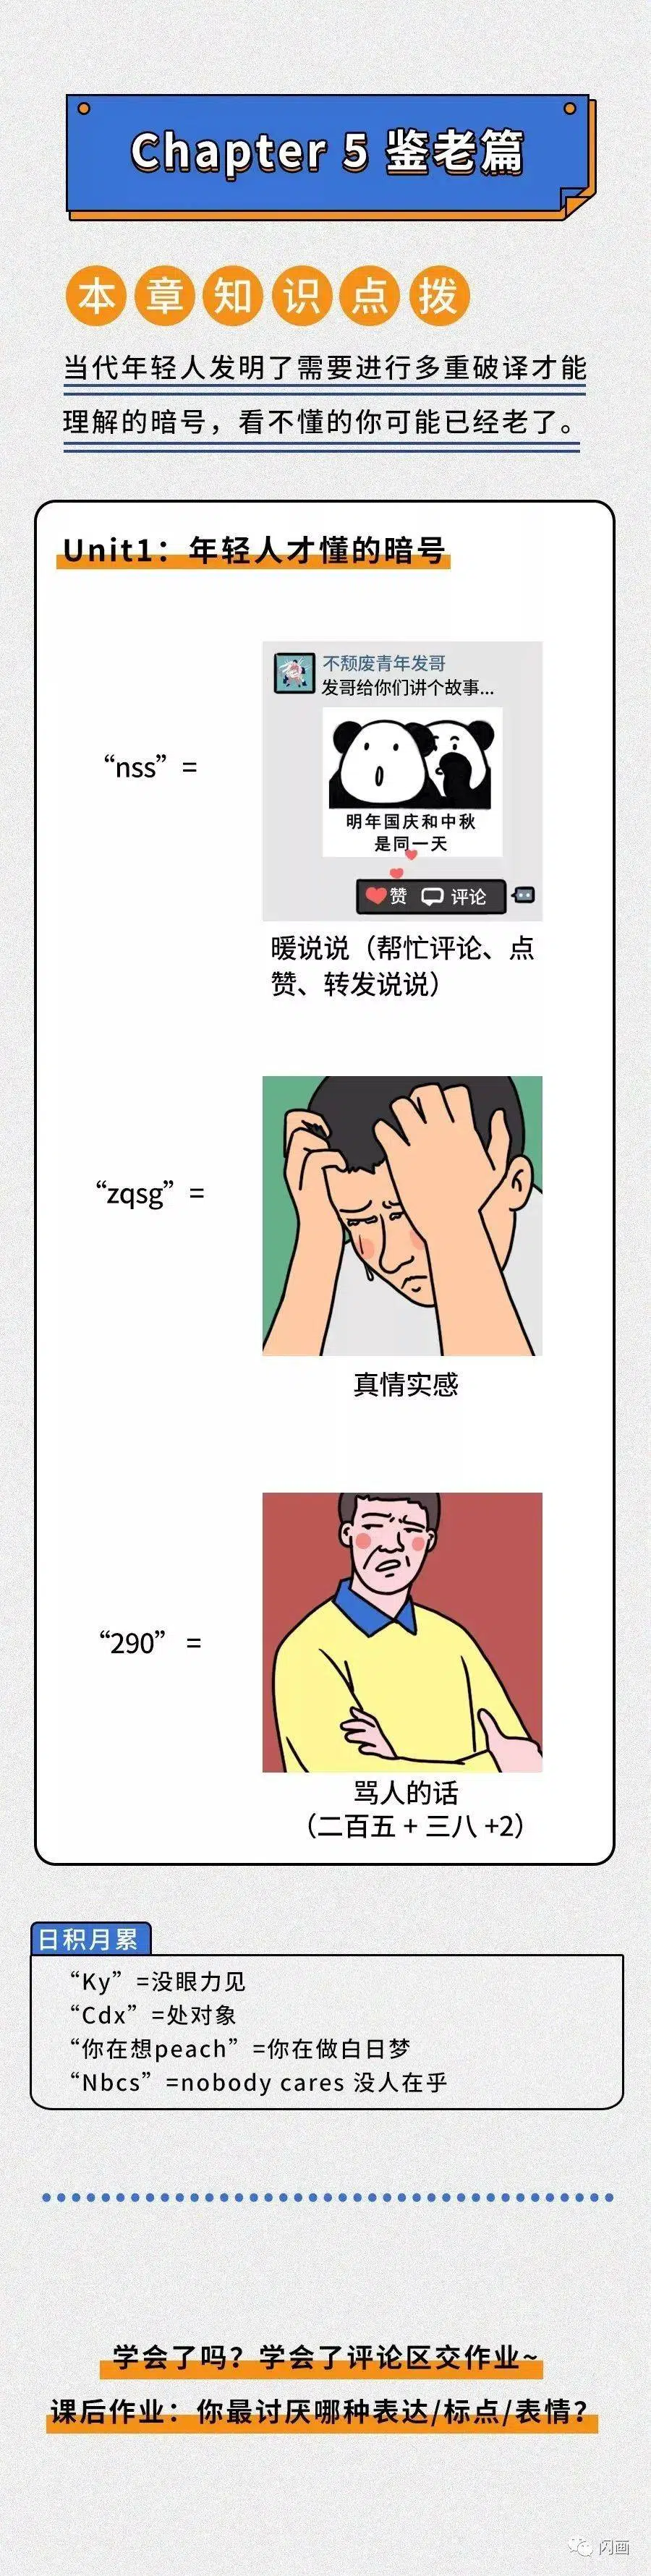 Chapter 5 鉴老篇
本章知识点拨
当代年轻人发明了需要进行多重破译才能
理解的暗号，看不懂的你可能已经老了。
Unit1：年轻人才懂的暗号
“nss” =
不颓废青年发哥
发哥给你们讲个故事...
明年国庆和中秋
是同一天
赞 评论
暖说说（帮忙评论、点
赞、转发说说）
“zqsg” =
真情实感
“290” =
骂人的话
（二百五 + 三八 +2）
日积月累
“Ky” =没眼力见
“Cdx” =处对象
“你在想peach” =你在做白日梦
“Nbcs” =nobody cares 没人在乎
学会了吗？学会了评论区交作业~
课后作业：你最讨厌哪种表达/标点/表情？
闪画